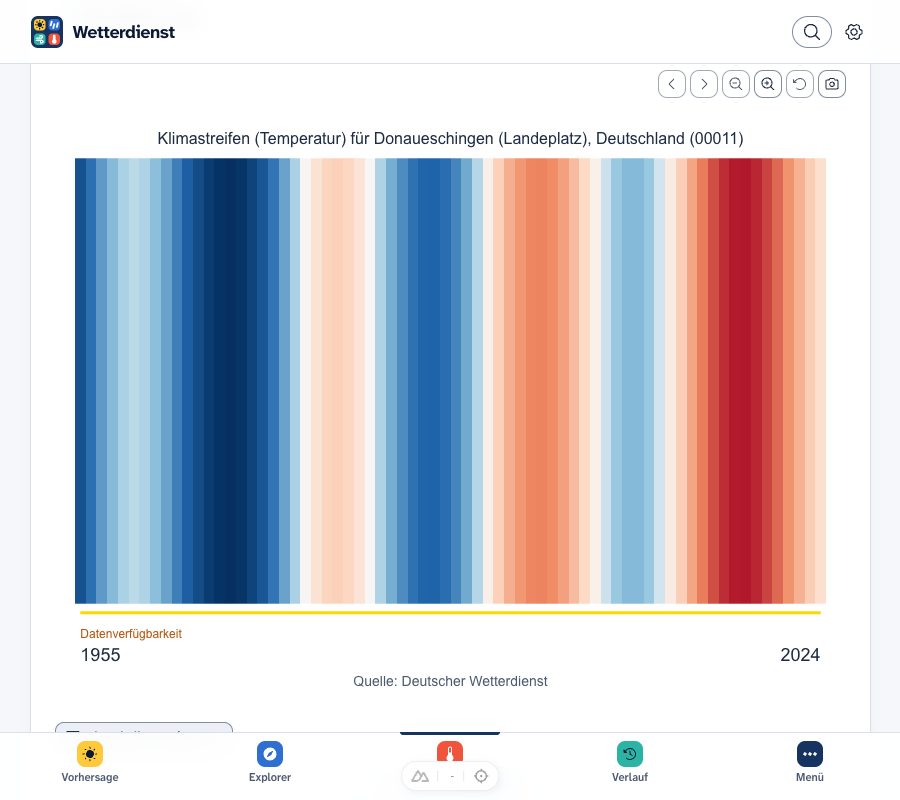 Wetterdienst
Klimastreifen (Temperatur) für Donaueschingen (Landeplatz), Deutschland (00011)
Datenverfügbarkeit
1955
2024
Quelle: Deutscher Wetterdienst
Vorhersage
Explorer
-
Verlauf
Menü